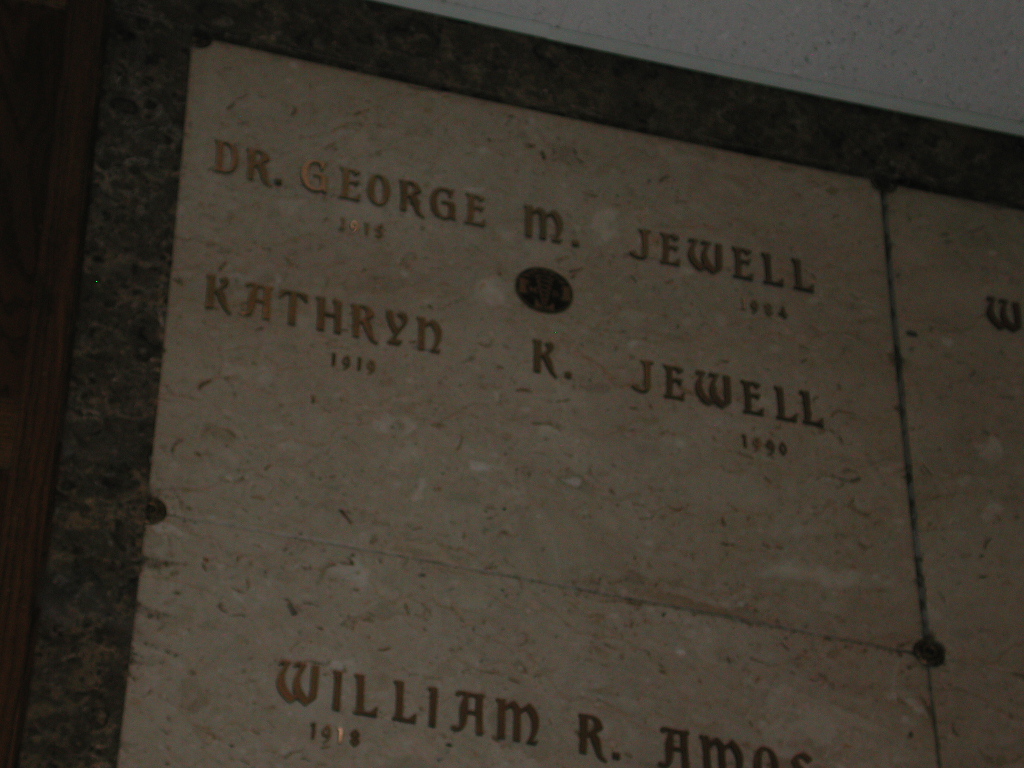 DR. GEORGE M. JEWELL
1915 1984
KATHRYN K. JEWELL
1919 1990
W
WILLIAM R. AMOS
1918